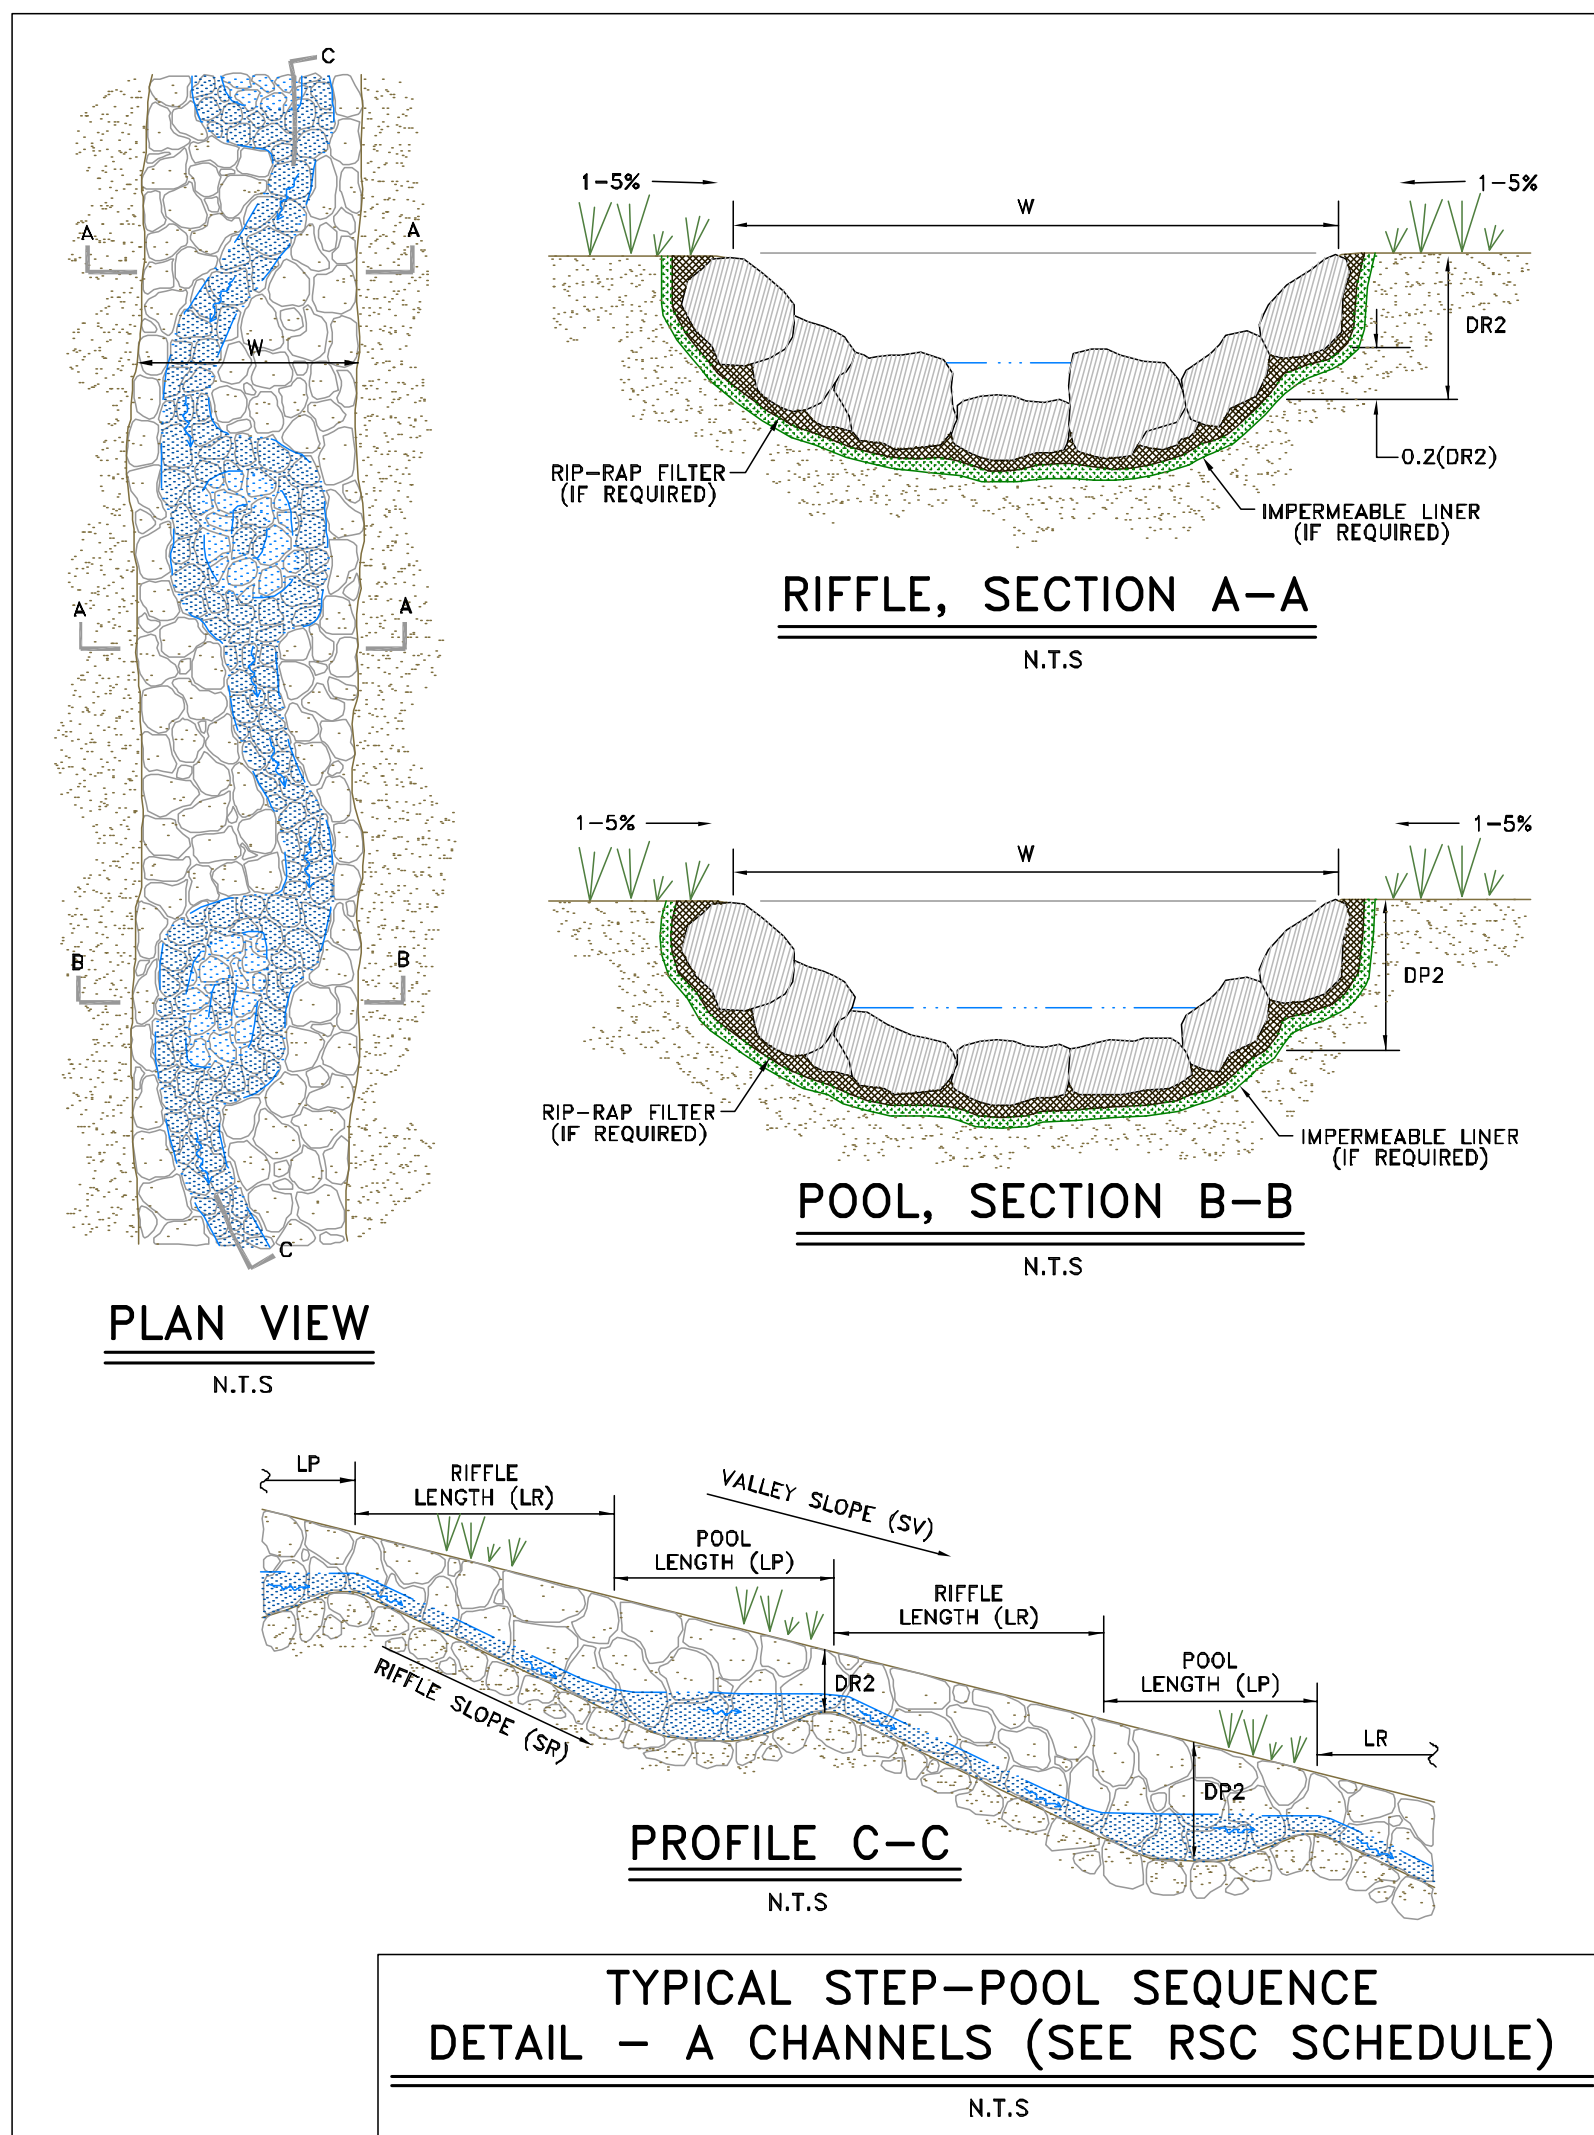 C
A
A
W
A
A
B
B
C
PLAN VIEW
N.T.S
1-5%
1-5%
W
DR2
0.2(DR2)
RIP-RAP FILTER
(IF REQUIRED)
IMPERMEABLE LINER
(IF REQUIRED)
RIFFLE, SECTION A-A
N.T.S
1-5%
1-5%
W
DP2
RIP-RAP FILTER
(IF REQUIRED)
IMPERMEABLE LINER
(IF REQUIRED)
POOL, SECTION B-B
N.T.S
LP
RIFFLE
LENGTH (LR)
VALLEY SLOPE (SV)
POOL
LENGTH (LP)
RIFFLE
LENGTH (LR)
POOL
LENGTH (LP)
LR
RIFFLE SLOPE (SR)
DR2
DP2
PROFILE C-C
N.T.S
TYPICAL STEP-POOL SEQUENCE
DETAIL - A CHANNELS (SEE RSC SCHEDULE)
N.T.S